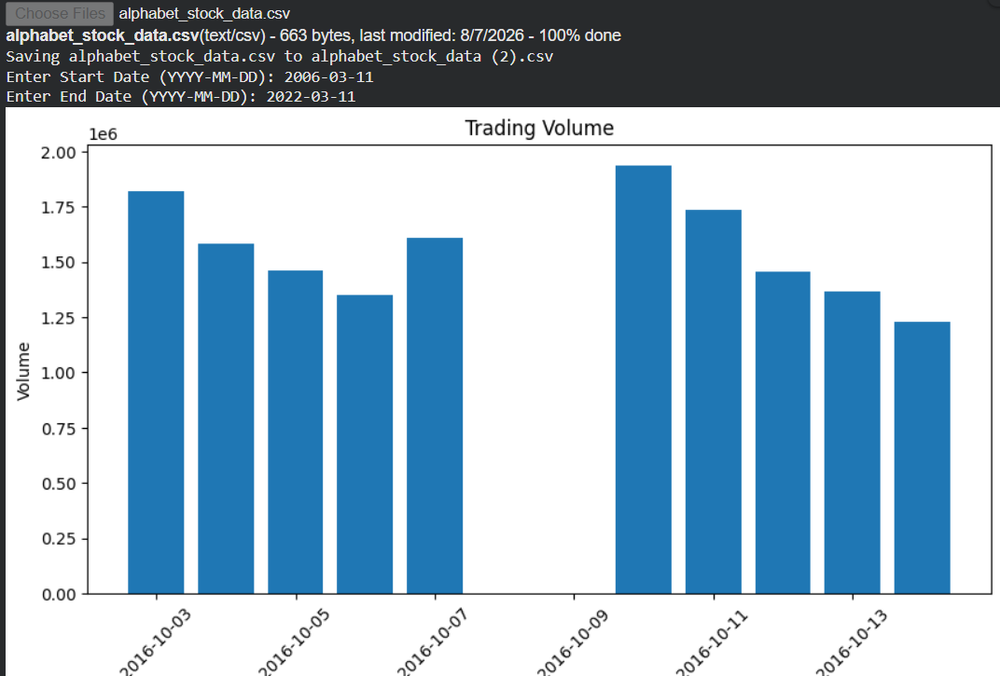 Choose Files alphabet_stock_data.csv
alphabet_stock_data.csv(text/csv) - 663 bytes, last modified: 8/7/2026 - 100% done
Saving alphabet_stock_data.csv to alphabet_stock_data (2).csv
Enter Start Date (YYYY-MM-DD): 2006-03-11
Enter End Date (YYYY-MM-DD): 2022-03-11
Trading Volume
1e6
2.00
1.75
1.50
1.25
1.00
0.75
0.50
0.25
0.00
Volume
2016-10-03
2016-10-05
2016-10-07
2016-10-09
2016-10-11
2016-10-13